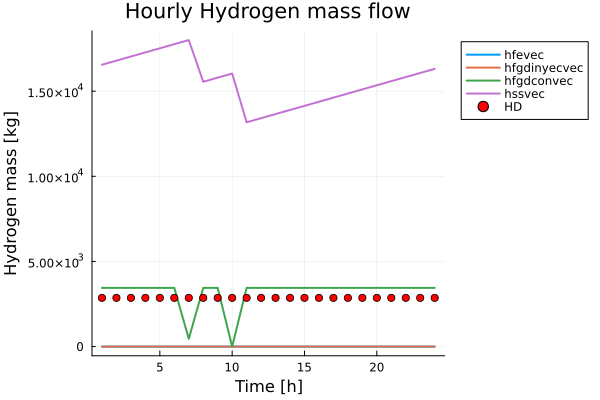 Hourly Hydrogen mass flow
Hydrogen mass [kg]
1.50×10⁴
1.00×10⁴
5.00×10³
0
5 10 15 20
Time [h]
hfevec
hfgdinyecvec
hfgdconvec
hssvec
HD